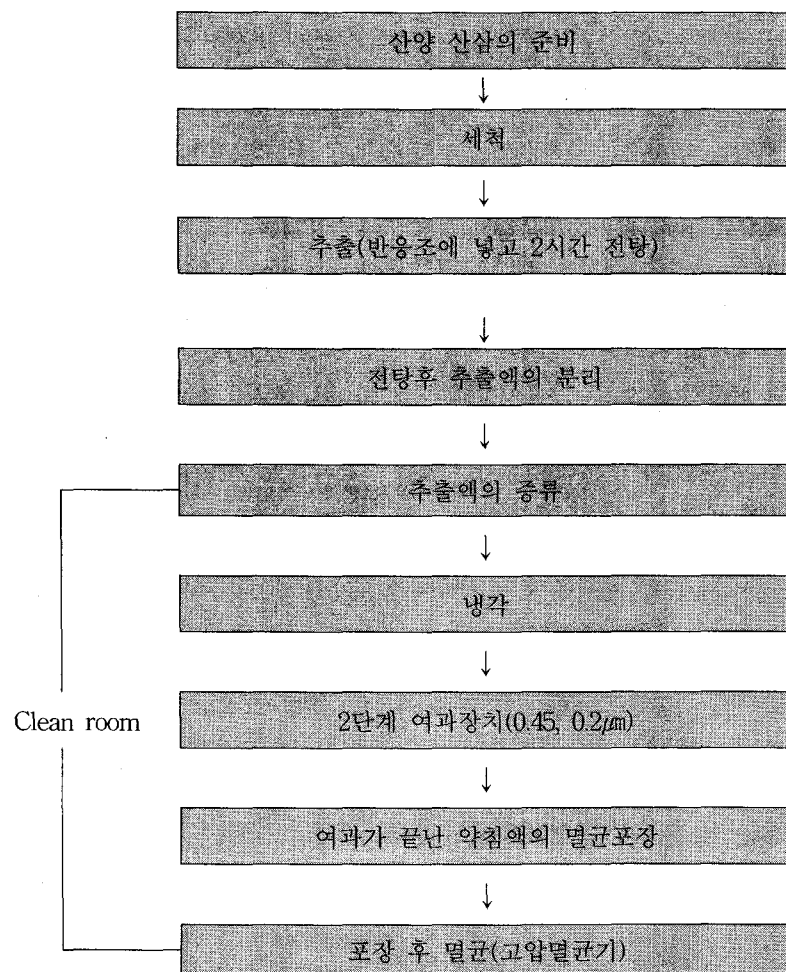 산양 산삼의 준비
↓
세척
↓
추출(반응조에 넣고 2시간 전탕)
↓
전탕후 추출액의 분리
↓
추출액의 증류
↓
냉각
↓
Clean room
2단계 여과장치(0.45, 0.2㎛)
↓
여과가 끝난 약침액의 멸균포장
↓
포장 후 멸균(고압멸균기)